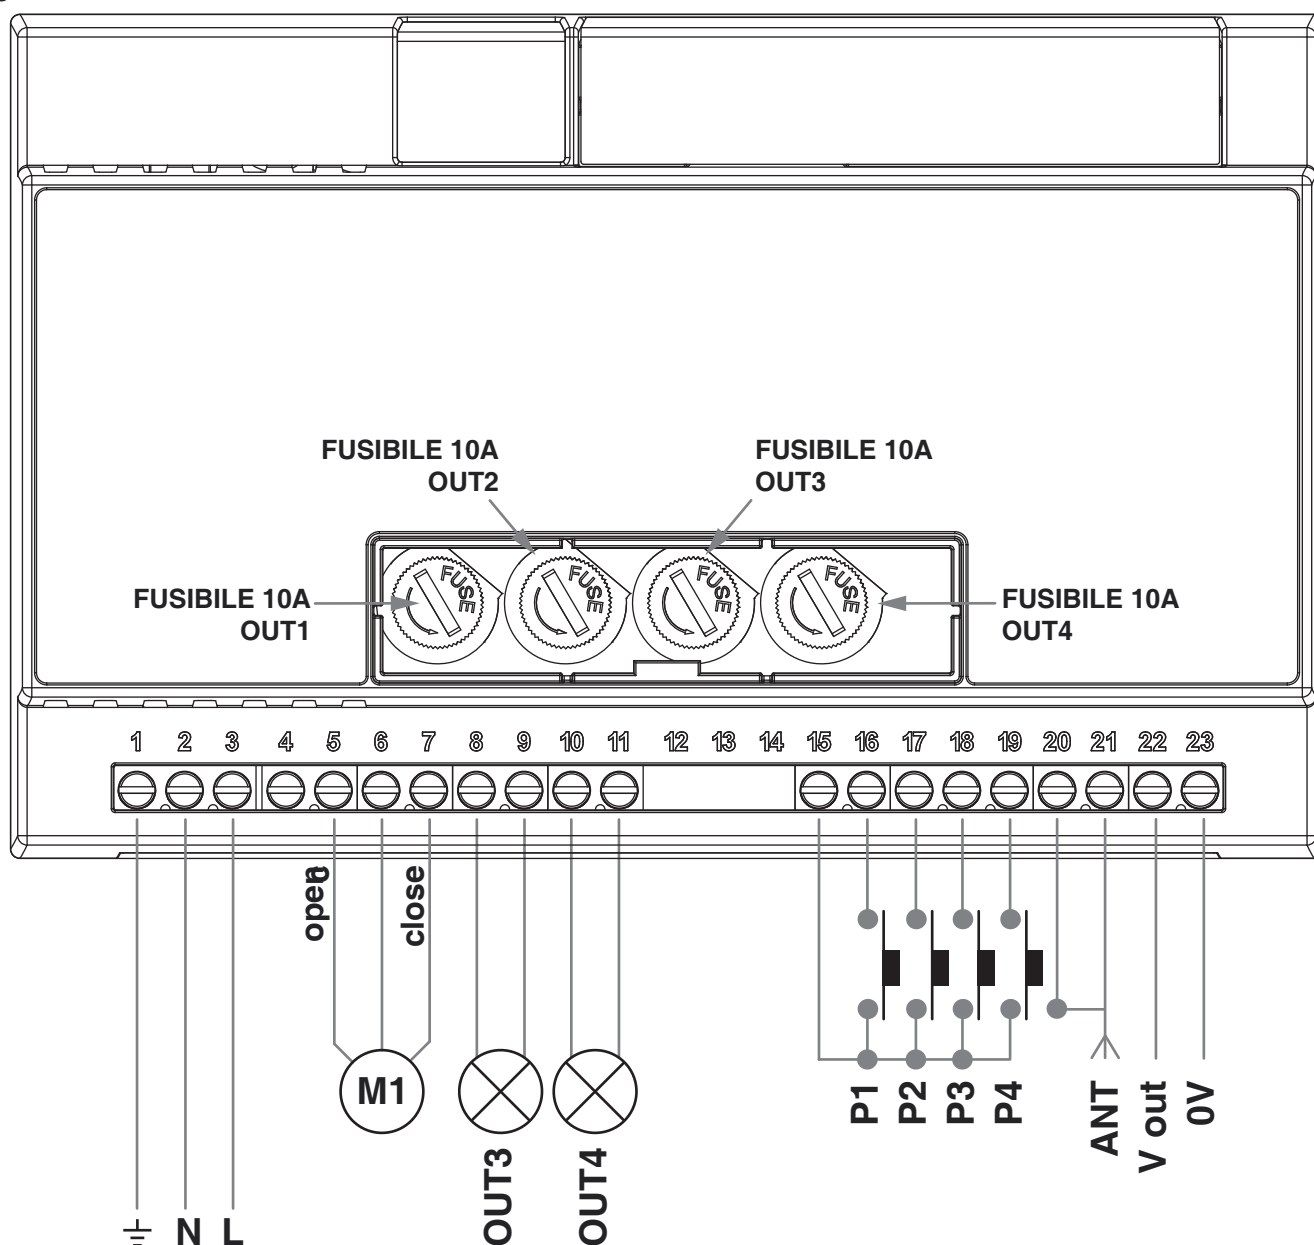 FUSIBILE 10A
OUT2
FUSIBILE 10A
OUT3
FUSIBILE 10A
OUT1
FUSE
FUSE
FUSE
FUSE
FUSIBILE 10A
OUT4
1 2 3 4 5 6 7 8 9 10 11 12 13 14 15 16 17 18 19 20 21 22 23
open
close
M1
OUT3
OUT4
P1
P2
P3
P4
ANT
V out
0V
N
L